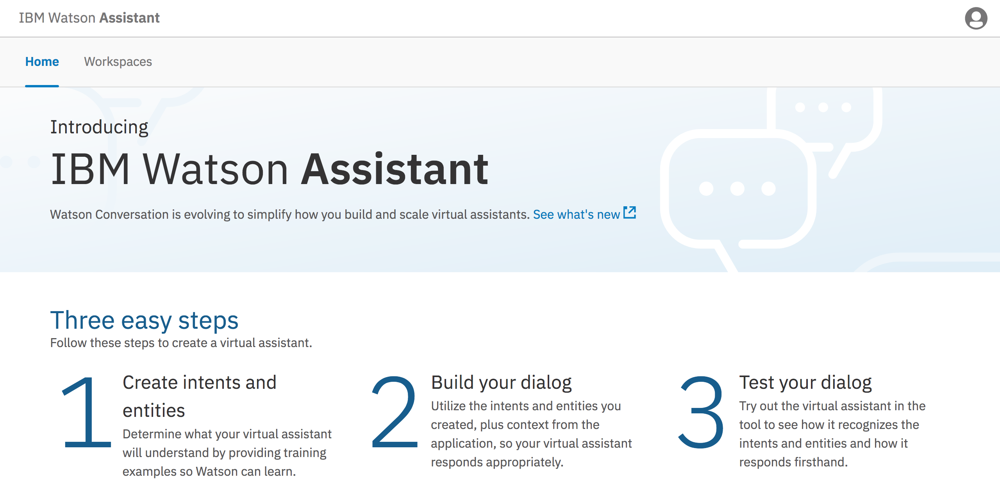 IBM Watson Assistant
Home Workspaces
Introducing
IBM Watson Assistant
Watson Conversation is evolving to simplify how you build and scale virtual assistants. See what's new
Three easy steps
Follow these steps to create a virtual assistant.
1
Create intents and
entities
Determine what your virtual assistant
will understand by providing training
examples so Watson can learn.
2
Build your dialog
Utilize the intents and entities you
created, plus context from the
application, so your virtual assistant
responds appropriately.
3
Test your dialog
Try out the virtual assistant in the
tool to see how it recognizes the
intents and entities and how it
responds firsthand.